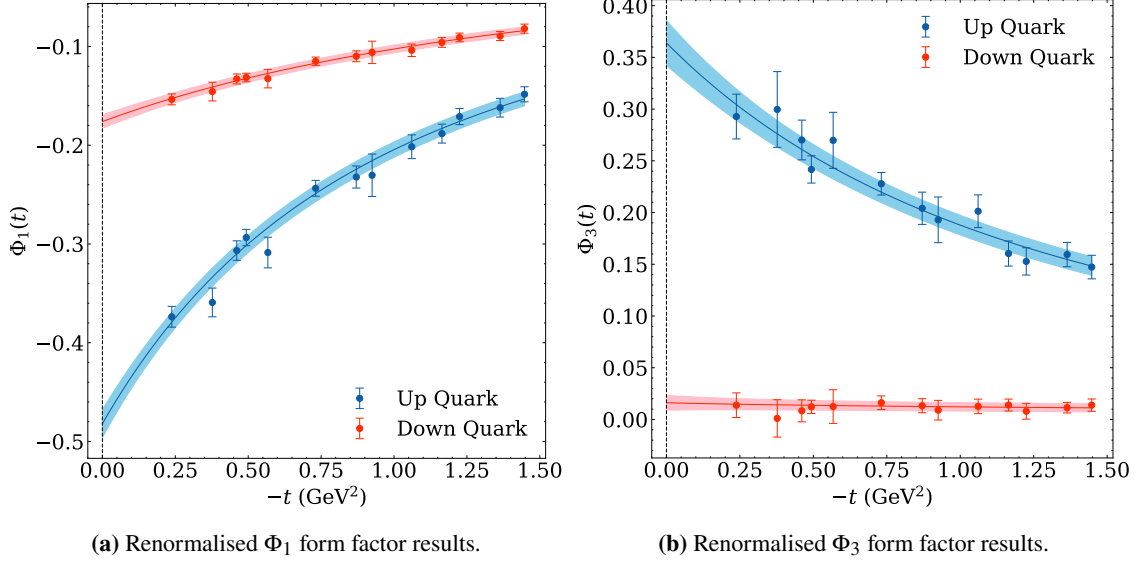 −0.1
−0.2
−0.3
−0.4
−0.5
Φ₁(t)
Up Quark
Down Quark
0.00 0.25 0.50 0.75 1.00 1.25 1.50
−t (GeV²)
(a) Renormalised Φ₁ form factor results.
0.40
0.35
0.30
0.25
0.20
0.15
0.10
0.05
0.00
Φ₃(t)
Up Quark
Down Quark
0.00 0.25 0.50 0.75 1.00 1.25 1.50
−t (GeV²)
(b) Renormalised Φ₃ form factor results.